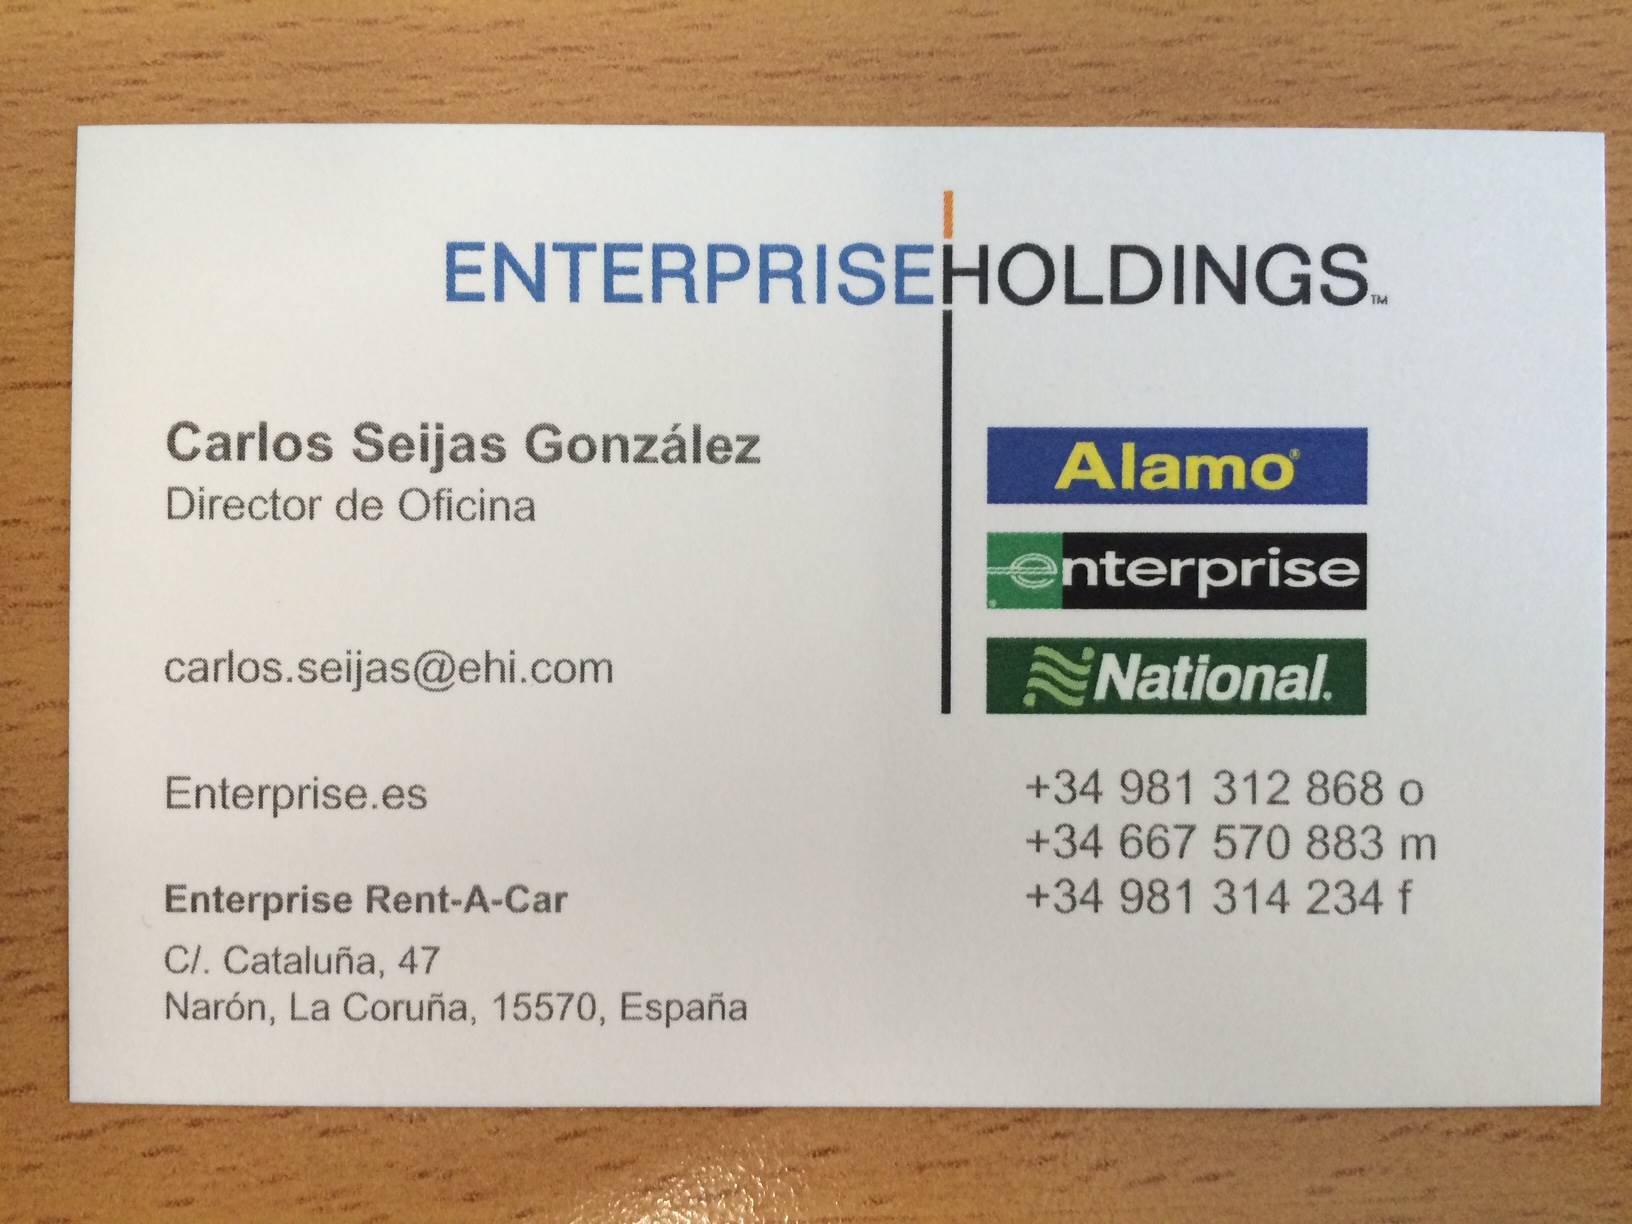 ENTERPRISEHOLDINGS™
Carlos Seijas González
Director de Oficina
carlos.seijas@ehi.com
Enterprise.es
Enterprise Rent-A-Car
C/. Cataluña, 47
Narón, La Coruña, 15570, España
Alamo®
enterprise
National.
+34 981 312 868 o
+34 667 570 883 m
+34 981 314 234 f